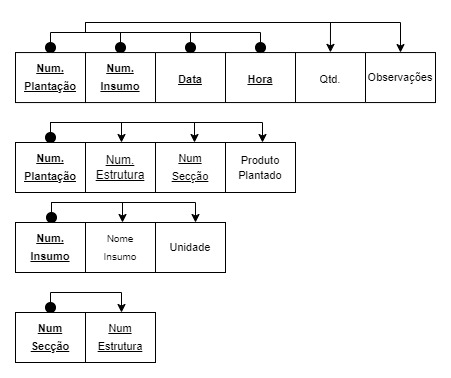 Num. Plantação
Num. Insumo
Data
Hora
Qtd.
Observações
Num. Plantação
Num. Estrutura
Num Secção
Produto Plantado
Num. Insumo
Nome Insumo
Unidade
Num Secção
Num Estrutura